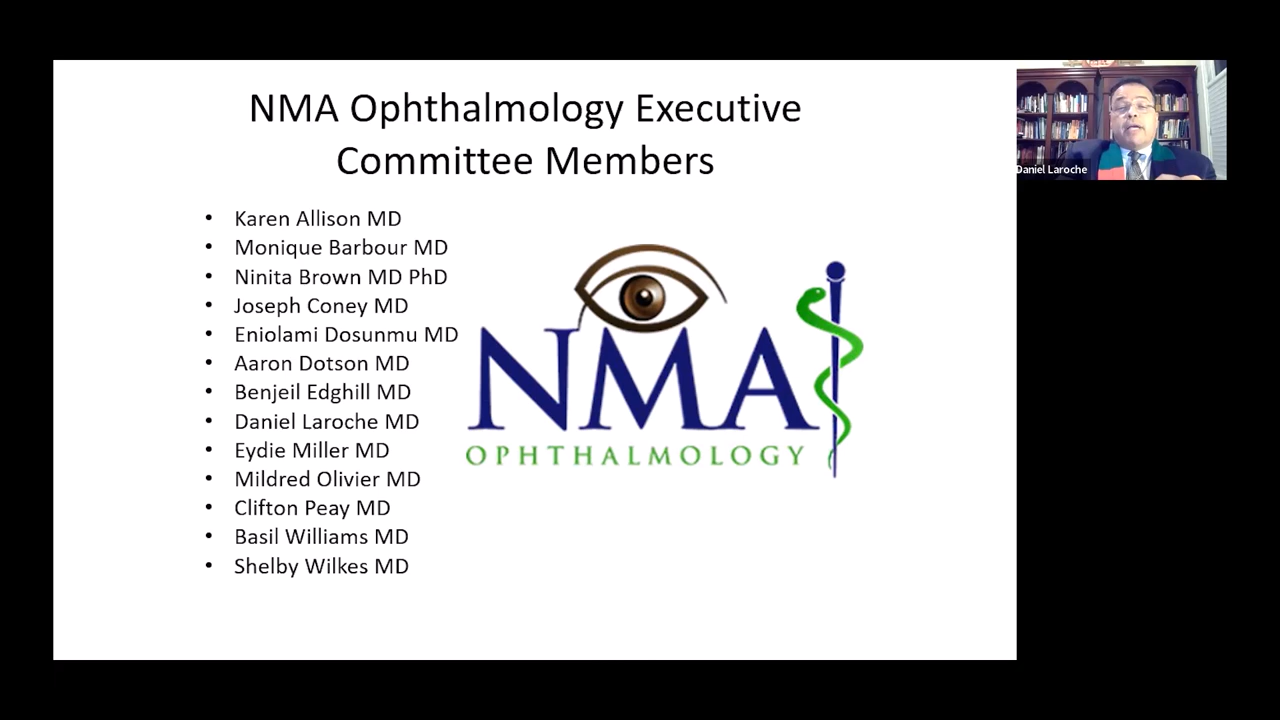 NMA Ophthalmology Executive
Committee Members
• Karen Allison MD
• Monique Barbour MD
• Ninita Brown MD PhD
• Joseph Coney MD
• Eniolami Dosunmu MD
• Aaron Dotson MD
• Benjeil Edghill MD
• Daniel Laroche MD
• Eydie Miller MD
• Mildred Olivier MD
• Clifton Peay MD
• Basil Williams MD
• Shelby Wilkes MD
NMA
OPHTHALMOLOGY
Daniel Laroche